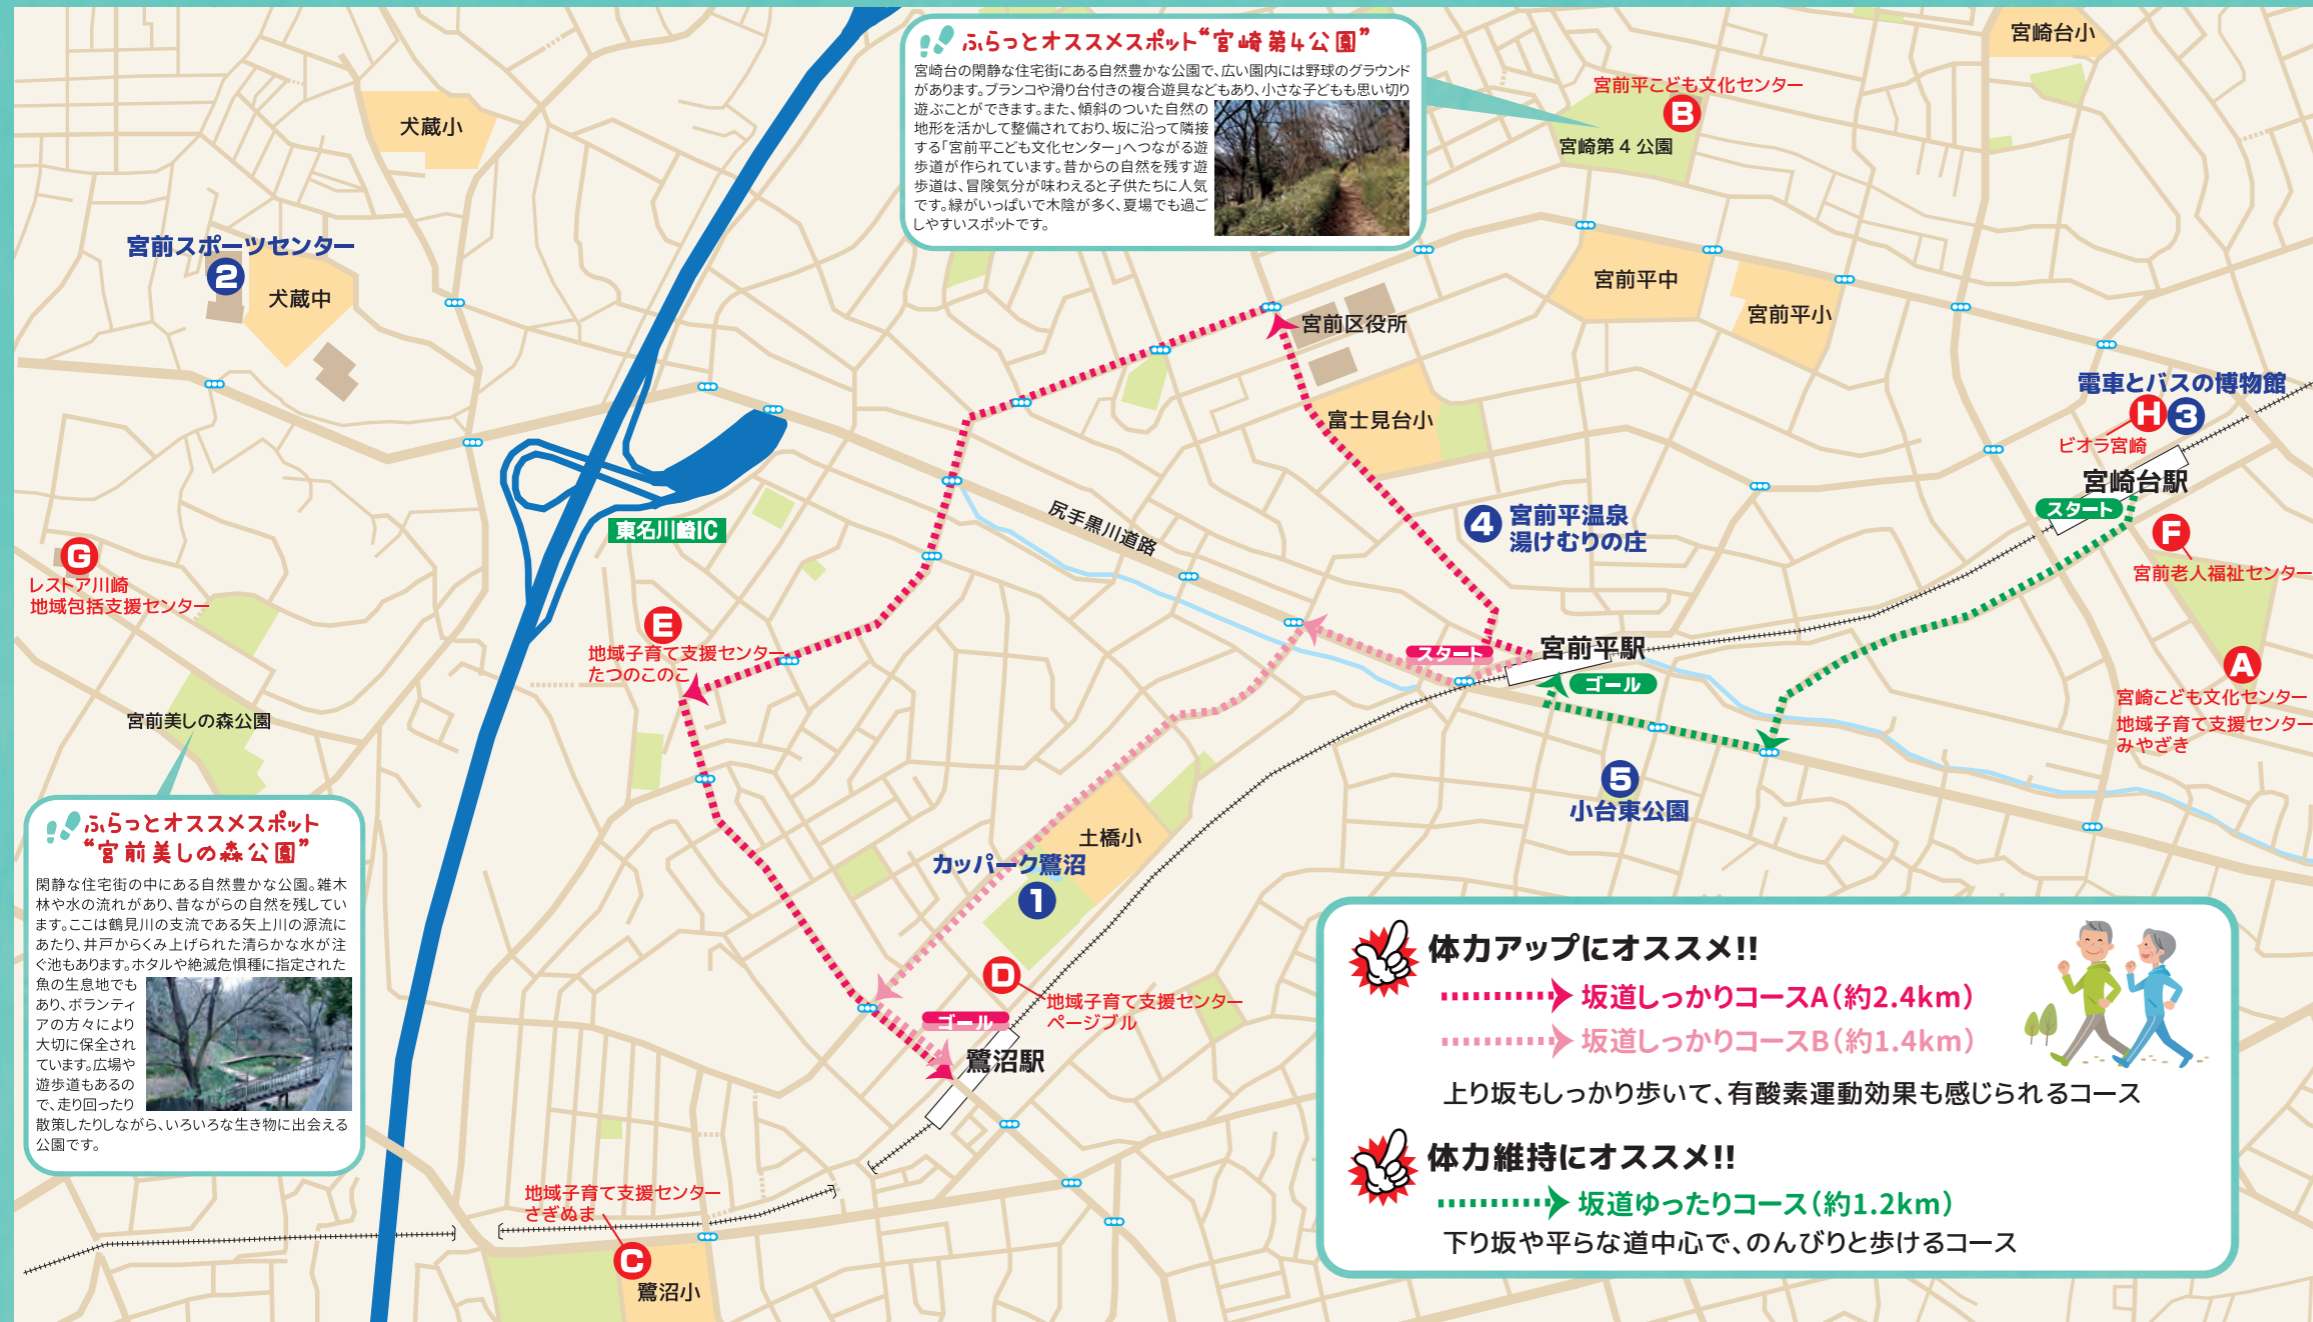 ふらっとオススメスポット“宮崎第4公園”
宮崎台の閑静な住宅街にある自然豊かな公園で、広い園内には野球のグラウンド
があります。ブランコや滑り台付きの複合遊具などもあり、小さな子どもも思い切り
遊ぶことができます。また、傾斜のついた自然の
地形を活かして整備されており、坂に沿って隣接
する「宮前平こども文化センター」へつながる遊
歩道が作られています。昔からの自然を残す遊
歩道は、冒険気分が味わえると子供たちに人気
です。緑がいっぱいで木陰が多く、夏場でも過ご
しやすいスポットです。
宮崎台小
宮前平こども文化センター
B
宮崎第4公園
犬蔵小
宮前スポーツセンター
2
犬蔵中
宮前平中
宮前平小
宮前区役所
富士見台小
電車とバスの博物館
H 3
ビオラ宮崎
宮崎台駅
スタート
F
宮前老人福祉センター
4 宮前平温泉
湯けむりの庄
尻手黒川道路
東名川崎IC
G
レストア川崎
地域包括支援センター
E
地域子育て支援センター
たつのこのこ
スタート
宮前平駅
ゴール
A
宮崎こども文化センター
地域子育て支援センター
みやざき
宮前美しの森公園
5
小台東公園
土橋小
カッパーク鷺沼
1
D
地域子育て支援センター
ページブル
ゴール
鷺沼駅
ふらっとオススメスポット
“宮前美しの森公園”
閑静な住宅街の中にある自然豊かな公園。雑木
林や水の流れがあり、昔ながらの自然を残してい
ます。ここは鶴見川の支流である矢上川の源流に
あたり、井戸からくみ上げられた清らかな水が注
ぐ池もあります。ホタルや絶滅危惧種に指定された
魚の生息地でも
あり、ボランティ
アの方々により
大切に保全され
ています。広場や
遊歩道もあるの
で、走り回ったり
散策したりしながら、いろいろな生き物に出会える
公園です。
地域子育て支援センター
さぎぬま
C
鷺沼小
体力アップにオススメ!!
坂道しっかりコースA（約2.4km）
坂道しっかりコースB（約1.4km）
上り坂もしっかり歩いて、有酸素運動効果も感じられるコース
体力維持にオススメ!!
坂道ゆったりコース（約1.2km）
下り坂や平らな道中心で、のんびりと歩けるコース